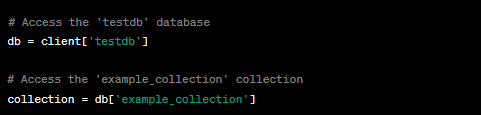 # Access the 'testdb' database
db = client['testdb']
# Access the 'example_collection' collection
collection = db['example_collection']